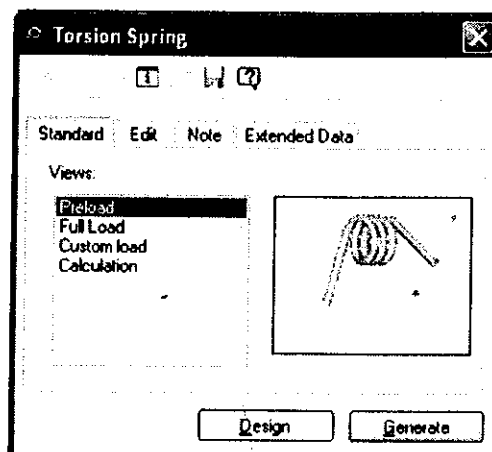 Torsion Spring
Standard Edit Note Extended Data
Views:
Preload
Full Load
Custom load
Calculation
Design Generate